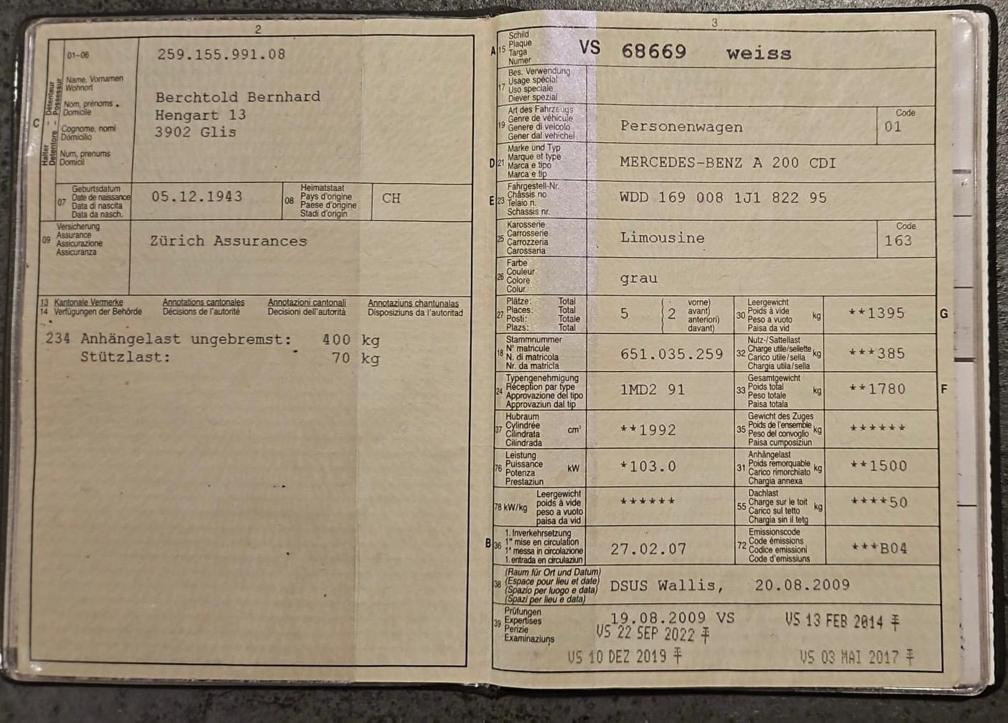 2
01–06
259.155.991.08
C
Halter
Détenteur
Detentore
Possessur
Name, Vornamen
Wohnort
Nom, prénoms
Domicile
Cognome, nomi
Domicilio
Num, prenums
Domicil
Berchtold Bernhard
Hengart 13
3902 Glis
07
Geburtsdatum
Date de naissance
Data di nascita
Data da nasch.
05.12.1943
08
Heimatstaat
Pays d'origine
Paese d'origine
Stadi d'origin
CH
09
Versicherung
Assurance
Assicurazione
Assicuranza
Zürich Assurances
13 Kantonale Vermerke Annotations cantonales Annotazioni cantonali Annotaziuns chantunalas
14 Verfügungen der Behörde Décisions de l'autorité Decisioni dell'autorità Disposiziuns da l'autoritad
234 Anhängelast ungebremst: 400 kg
Stützlast: 70 kg
3
A
15
Schild
Plaque
Targa
Numer
VS 68669 weiss
17
Bes. Verwendung
Usage spécial
Uso speciale
Diever spezial
19
Art des Fahrzeugs
Genre de véhicule
Genere di veicolo
Gener dal vehichel
Personenwagen
Code
01
D
21
Marke und Typ
Marque et type
Marca e tipo
Marca e tip
MERCEDES-BENZ A 200 CDI
E
23
Fahrgestell-Nr.
Châssis no
Telaio n.
Schassis nr.
WDD 169 008 1J1 822 95
25
Karosserie
Carrosserie
Carrozzeria
Carossaria
Limousine
Code
163
26
Farbe
Couleur
Colore
Colur
grau
27
Plätze: Total
Places: Total
Posti: Totale
Plazs: Total
5 ( 2
vorne)
avant)
anteriori)
davant)
30
Leergewicht
Poids à vide
Peso a vuoto
Paisa da vid
kg
**1395
G
18
Stammnummer
N° matricule
N. di matricola
Nr. da matricla
651.035.259
32
Nutz-/Sattellast
Charge utile/sellette
Carico utile/sella
Chargia utila/sella
kg
***385
24
Typengenehmigung
Réception par type
Approvazione del tipo
Approvaziun dal tip
1MD2 91
33
Gesamtgewicht
Poids total
Peso totale
Paisa totala
kg
**1780
F
37
Hubraum
Cylindrée
Cilindrata
Cilindrada
cm³
**1992
35
Gewicht des Zuges
Poids de l'ensemble
Peso del convoglio
Paisa cumposiziun
kg
******
76
Leistung
Puissance
Potenza
Prestaziun
kW
*103.0
31
Anhängelast
Poids remorquable
Carico rimorchiato
Chargia annexa
kg
**1500
78 kW/kg
Leergewicht
poids à vide
peso a vuoto
paisa da vid
******
55
Dachlast
Charge sur le toit
Carico sul tetto
Chargia sin il tetg
kg
****50
B
36
1. Inverkehrsetzung
1re mise en circulation
1a messa in circolazione
1. entrada en circulaziun
27.02.07
72
Emissionscode
Code émissions
Codice emissioni
Code d'emissiuns
***B04
38
(Raum für Ort und Datum)
(Espace pour lieu et date)
(Spazio per luogo e data)
(Spazi per lieu e data)
DSUS Wallis, 20.08.2009
39
Prüfungen
Expertises
Perizie
Examinaziuns
19.08.2009 VS
VS 13 FEB 2014
VS 22 SEP 2022
VS 10 DEZ 2019
VS 03 MAI 2017